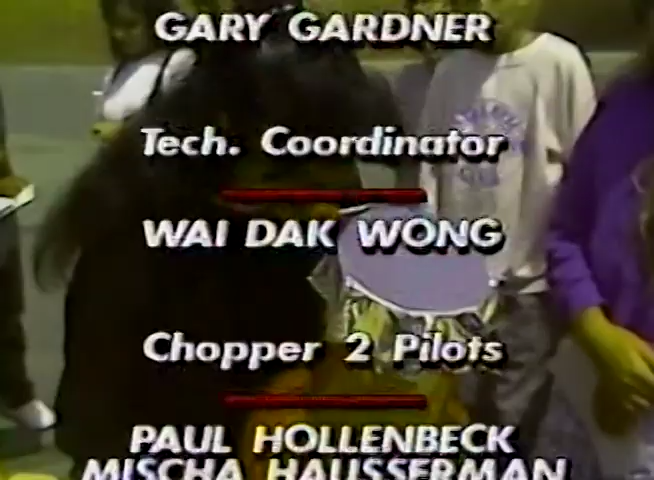 GARY GARDNER
Tech. Coordinator
WAI DAK WONG
Chopper 2 Pilots
PAUL HOLLENBECK
MISCHA HAUSSERMAN